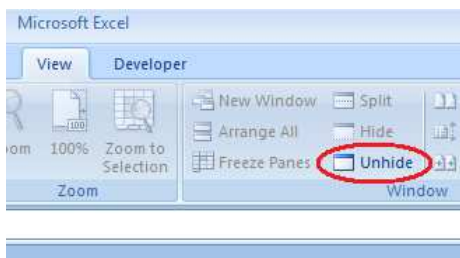 Microsoft Excel
View Developer
New Window Split
Arrange All Hide
100% Zoom to Selection
Freeze Panes Unhide
Zoom Window